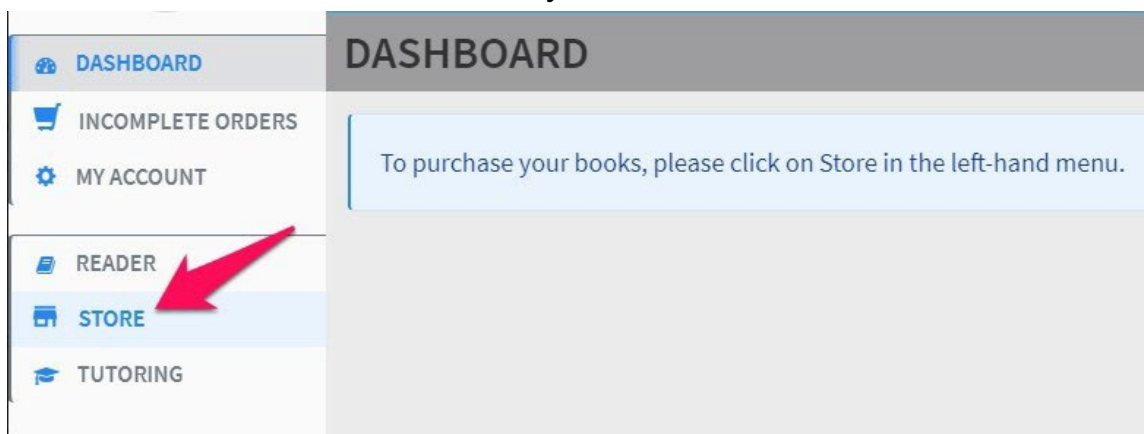 DASHBOARD
INCOMPLETE ORDERS
MY ACCOUNT
READER
STORE
TUTORING
DASHBOARD
To purchase your books, please click on Store in the left-hand menu.